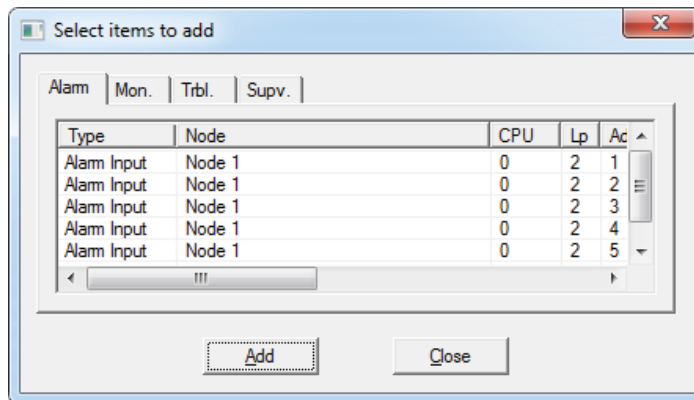 Select items to add
Alarm Mon. Trbl. Supv.
Type Node CPU Lp Ad
Alarm Input Node 1 0 2 1
Alarm Input Node 1 0 2 2
Alarm Input Node 1 0 2 3
Alarm Input Node 1 0 2 4
Alarm Input Node 1 0 2 5
Add Close